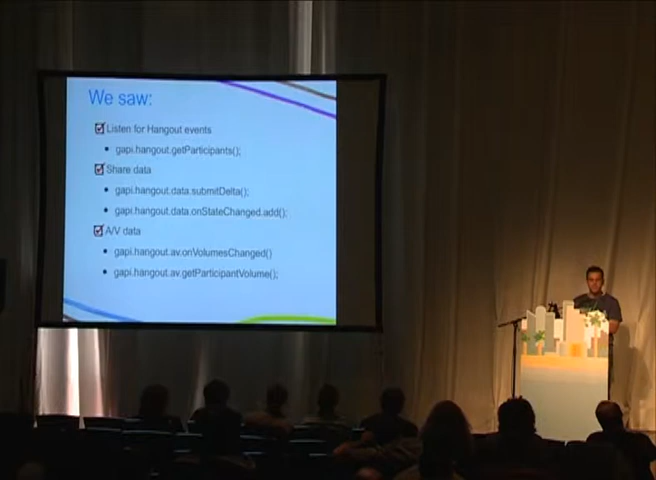 We saw:
Listen for Hangout events
gapi.hangout.getParticipants();
Share data
gapi.hangout.data.submitDelta();
gapi.hangout.data.onStateChanged.add();
A/V data
gapi.hangout.av.onVolumesChanged()
gapi.hangout.av.getParticipantVolume();